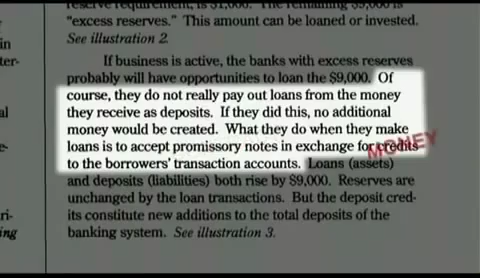 reserve requirement, is $1,000. The remaining $9,000 is
"excess reserves." This amount can be loaned or invested.
See illustration 2.
If business is active, the banks with excess reserves
probably will have opportunities to loan the $9,000. Of
course, they do not really pay out loans from the money
they receive as deposits. If they did this, no additional
money would be created. What they do when they make
loans is to accept promissory notes in exchange for credits
to the borrowers' transaction accounts. Loans (assets)
and deposits (liabilities) both rise by $9,000. Reserves are
unchanged by the loan transactions. But the deposit cred-
its constitute new additions to the total deposits of the
banking system. See illustration 3.
in
ter-
al
e-
ri-
ing
MONEY